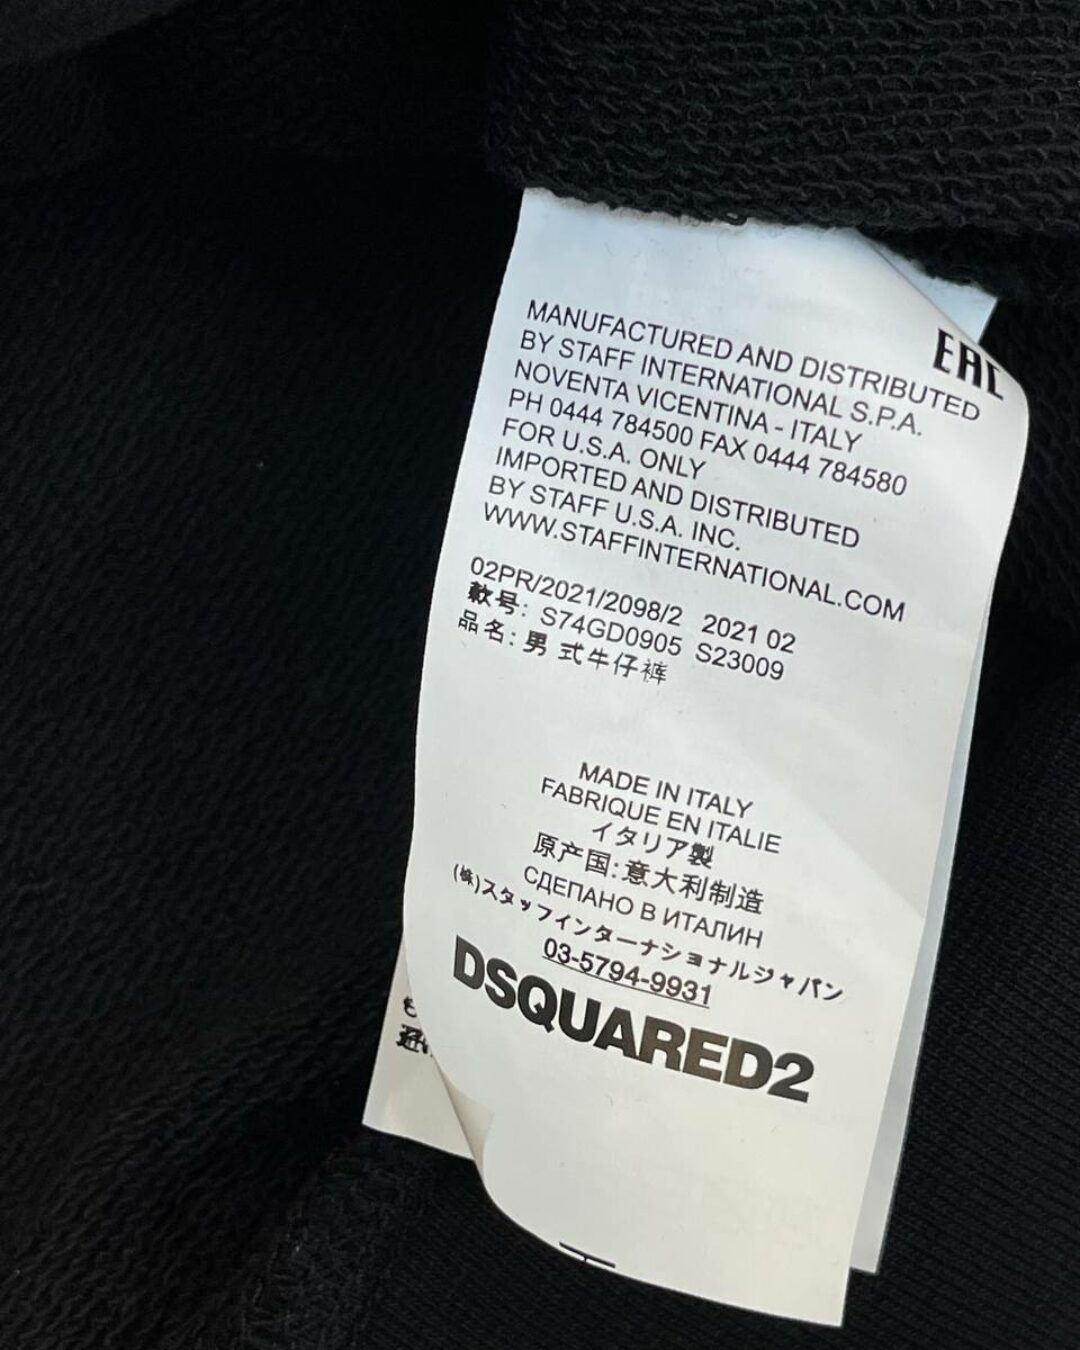 EAC
MANUFACTURED AND DISTRIBUTED
BY STAFF INTERNATIONAL S.P.A.
NOVENTA VICENTINA - ITALY
PH 0444 784500 FAX 0444 784580
FOR U.S.A. ONLY
IMPORTED AND DISTRIBUTED
BY STAFF U.S.A. INC.
WWW.STAFFINTERNATIONAL.COM
02PR/2021/2098/2 2021 02
款号: S74GD0905 S23009
品名: 男 式牛仔裤
MADE IN ITALY
FABRIQUE EN ITALIE
イタリア製
原产国:意大利制造
СДЕПАНО В ИТАЛИН
(株)スタッフインターナショナルジャパン
03-5794-9931
DSQUARED2